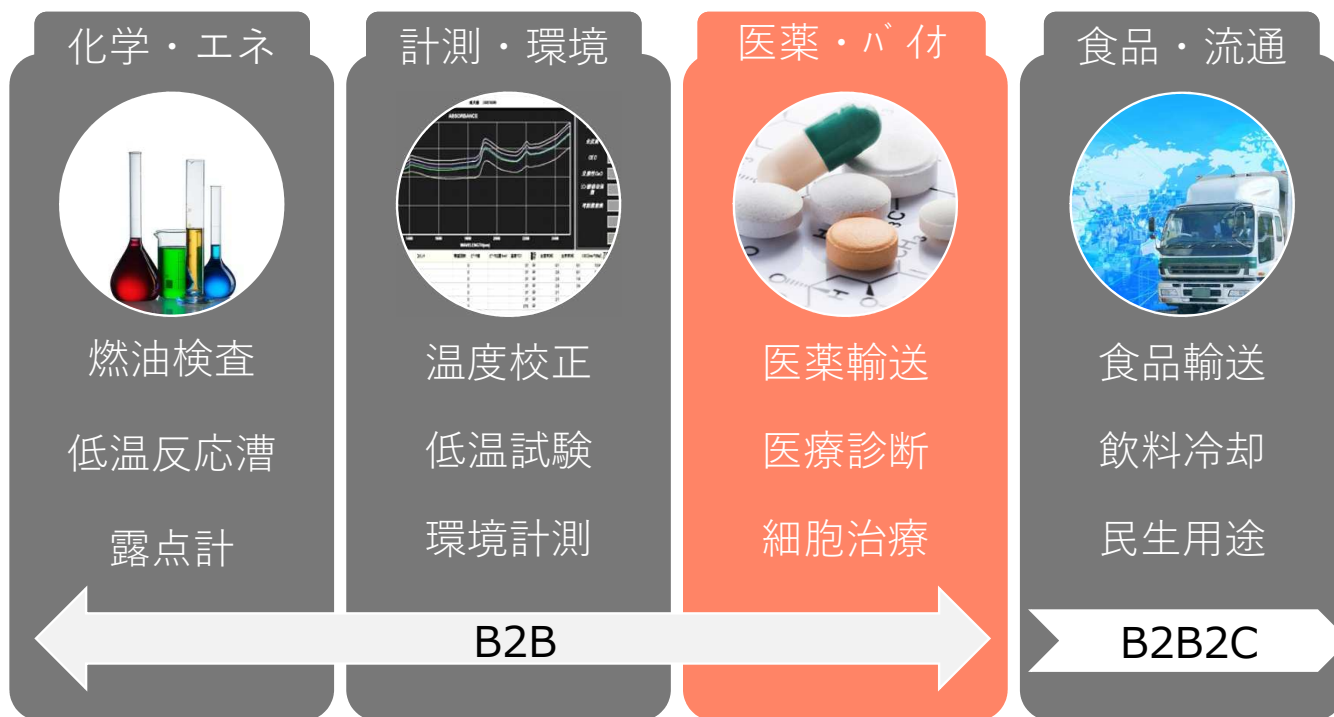 化学・エネ
計測・環境
医薬・ﾊﾞｲｵ
食品・流通
ABSORBANCE
WAVELENGTH(nm)
燃油検査
低温反応漕
露点計
温度校正
低温試験
環境計測
医薬輸送
医療診断
細胞治療
食品輸送
飲料冷却
民生用途
B2B
B2B2C